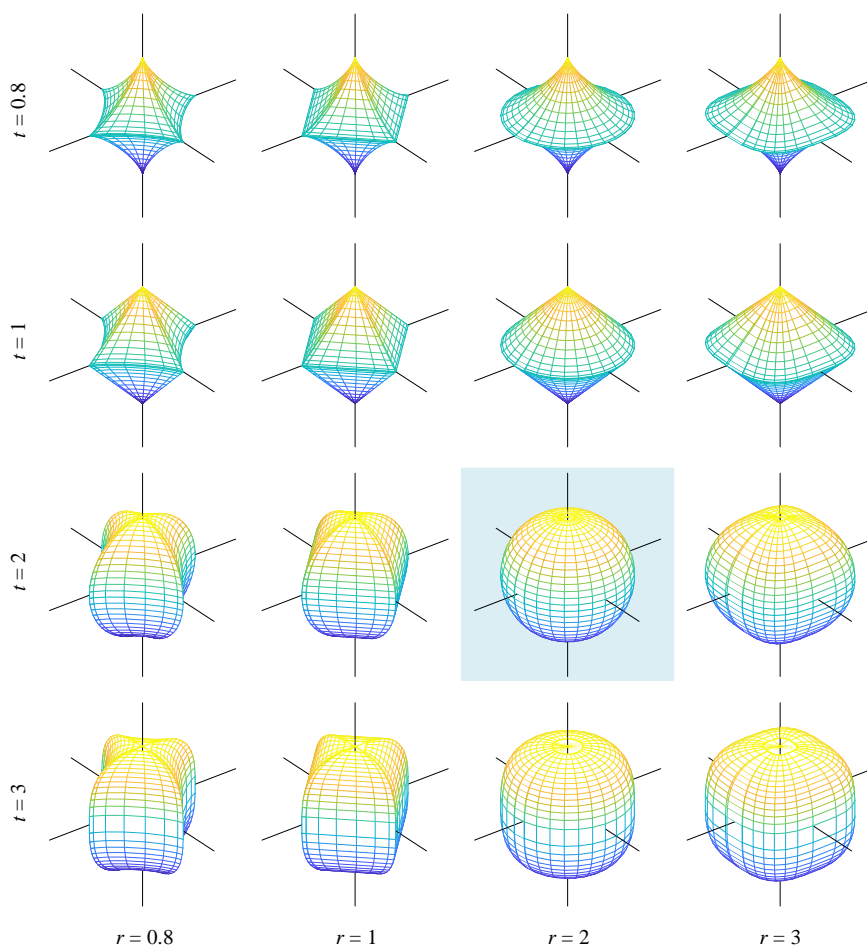 t = 0.8
t = 1
t = 2
t = 3
r = 0.8
r = 1
r = 2
r = 3